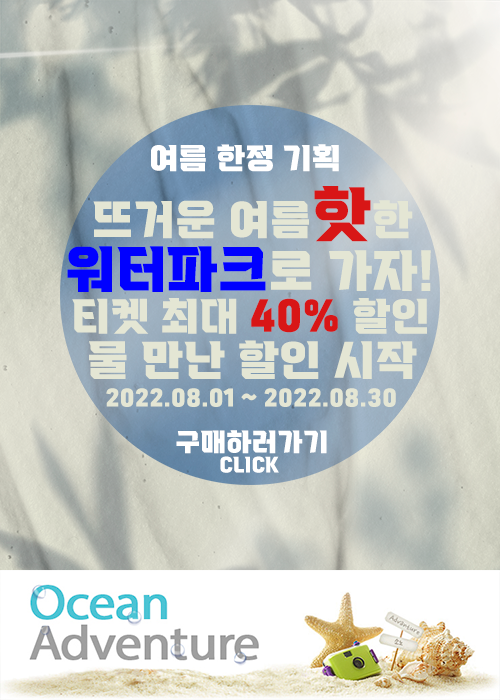 여름 한정 기획
뜨거운 여름 핫한
워터파크로 가자!
티켓 최대 40% 할인
물 만난 할인 시작
2022.08.01 ~ 2022.08.30
구매하러가기
CLICK
Ocean
Adventure
Adventure